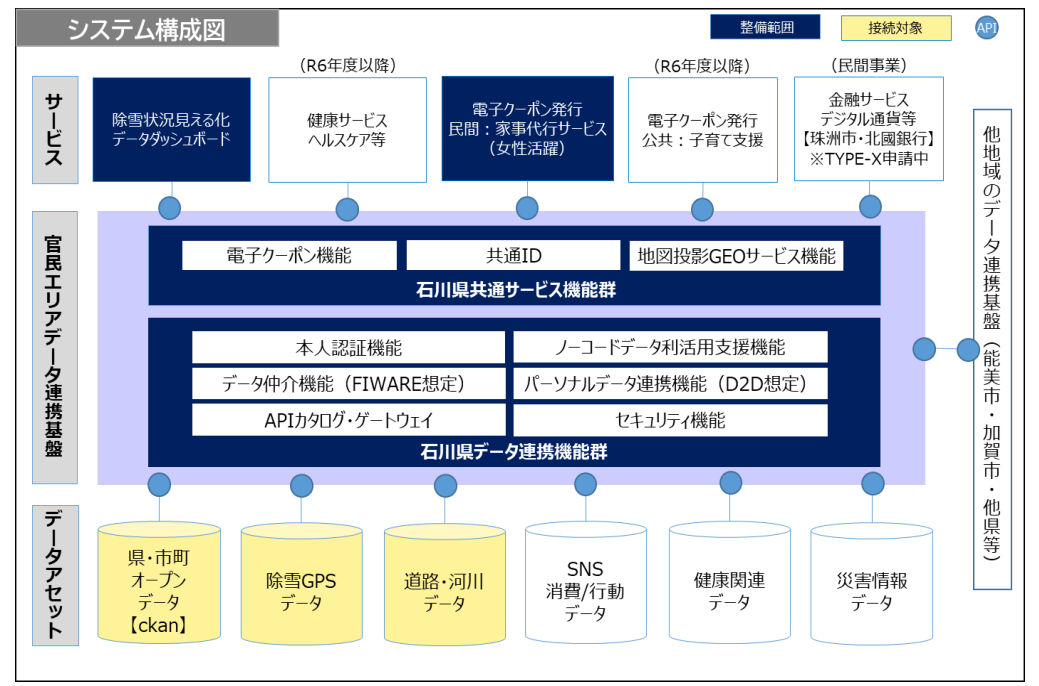 システム構成図
整備範囲
接続対象
API
サービス
除雪状況見える化
データダッシュボード
(R6年度以降)
健康サービス
ヘルスケア等
電子クーポン発行
民間：家事代行サービス
(女性活躍)
(R6年度以降)
電子クーポン発行
公共：子育て支援
(民間事業)
金融サービス
デジタル通貨等
【珠洲市・北國銀行】
※TYPE-X申請中
官民エリアデータ連携基盤
電子クーポン機能
共通ID
地図投影GEOサービス機能
石川県共通サービス機能群
本人認証機能
ノーコードデータ利活用支援機能
データ仲介機能（FIWARE想定）
パーソナルデータ連携機能（D2D想定）
APIカタログ・ゲートウェイ
セキュリティ機能
石川県データ連携機能群
他地域のデータ連携基盤（能美市・加賀市・他県等）
データアセット
県・市町
オープン
データ
【ckan】
除雪GPS
データ
道路・河川
データ
SNS
消費/行動
データ
健康関連
データ
災害情報
データ